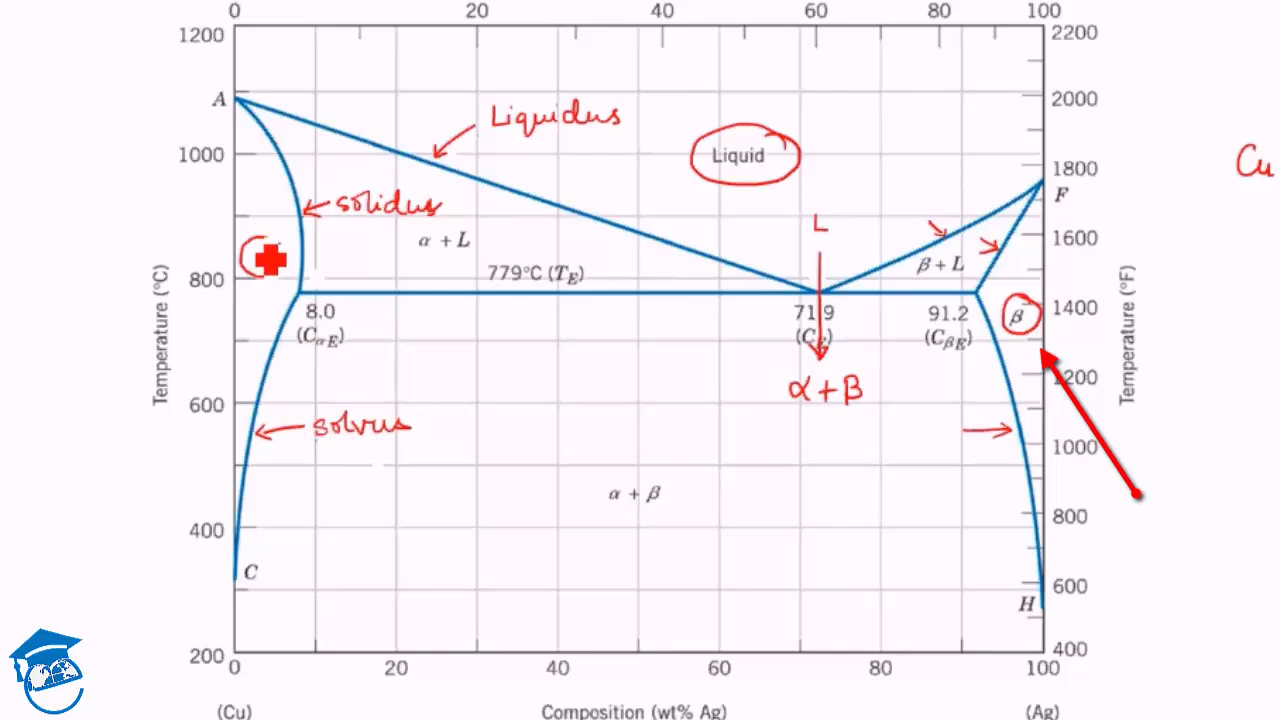 0 20 40 60 80 100
1200 2200
A 2000
Liquidus
1000 Liquid 1800
Cu
F
solidus
L
α + L 1600
β + L
779°C (T_E)
800 1400
8.0 71.9 91.2 β
(C_αE) (C_βE)
Temperature (°C) Temperature (°F)
α+β 1200
600
solvus 1000
α + β
400 800
C 600
H
200 400
0 20 40 60 80 100
(Cu) Composition (wt% Ag) (Ag)